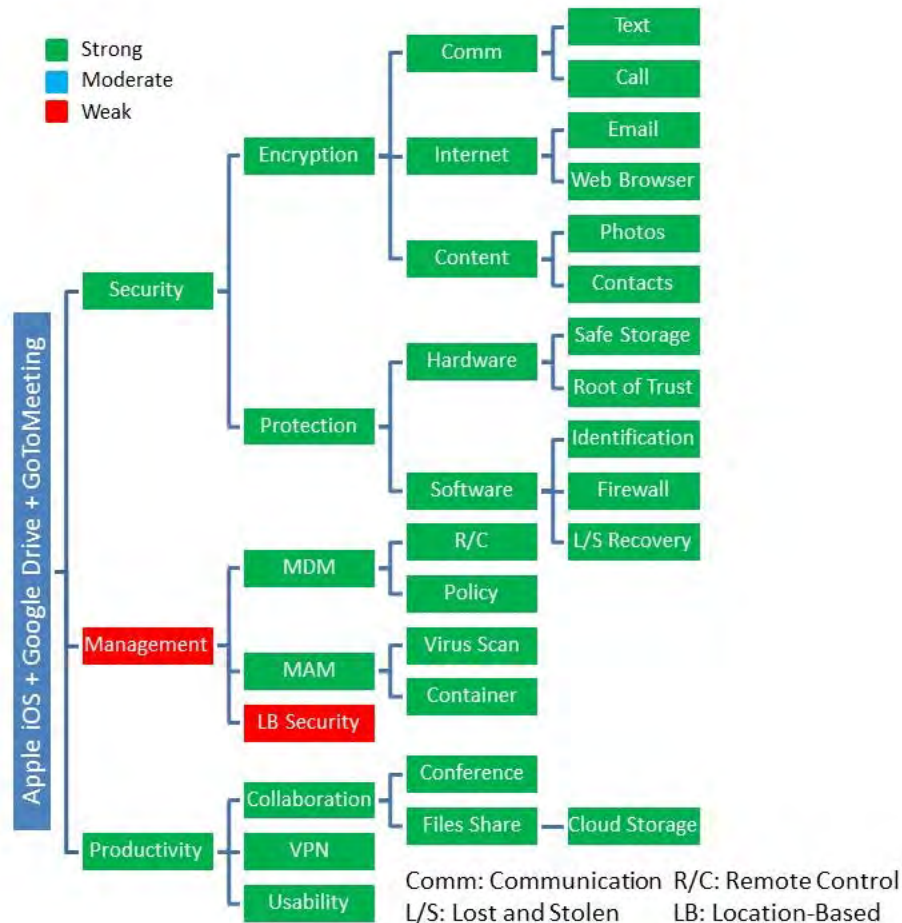 Strong
Moderate
Weak
Apple iOS + Google Drive + GoToMeeting
Security
Encryption
Comm
Text
Call
Internet
Email
Web Browser
Content
Photos
Contacts
Protection
Hardware
Safe Storage
Root of Trust
Software
Identification
Firewall
L/S Recovery
Management
MDM
R/C
Policy
MAM
Virus Scan
Container
LB Security
Productivity
Collaboration
Conference
Files Share
Cloud Storage
VPN
Usability
Comm: Communication R/C: Remote Control
L/S: Lost and Stolen LB: Location-Based